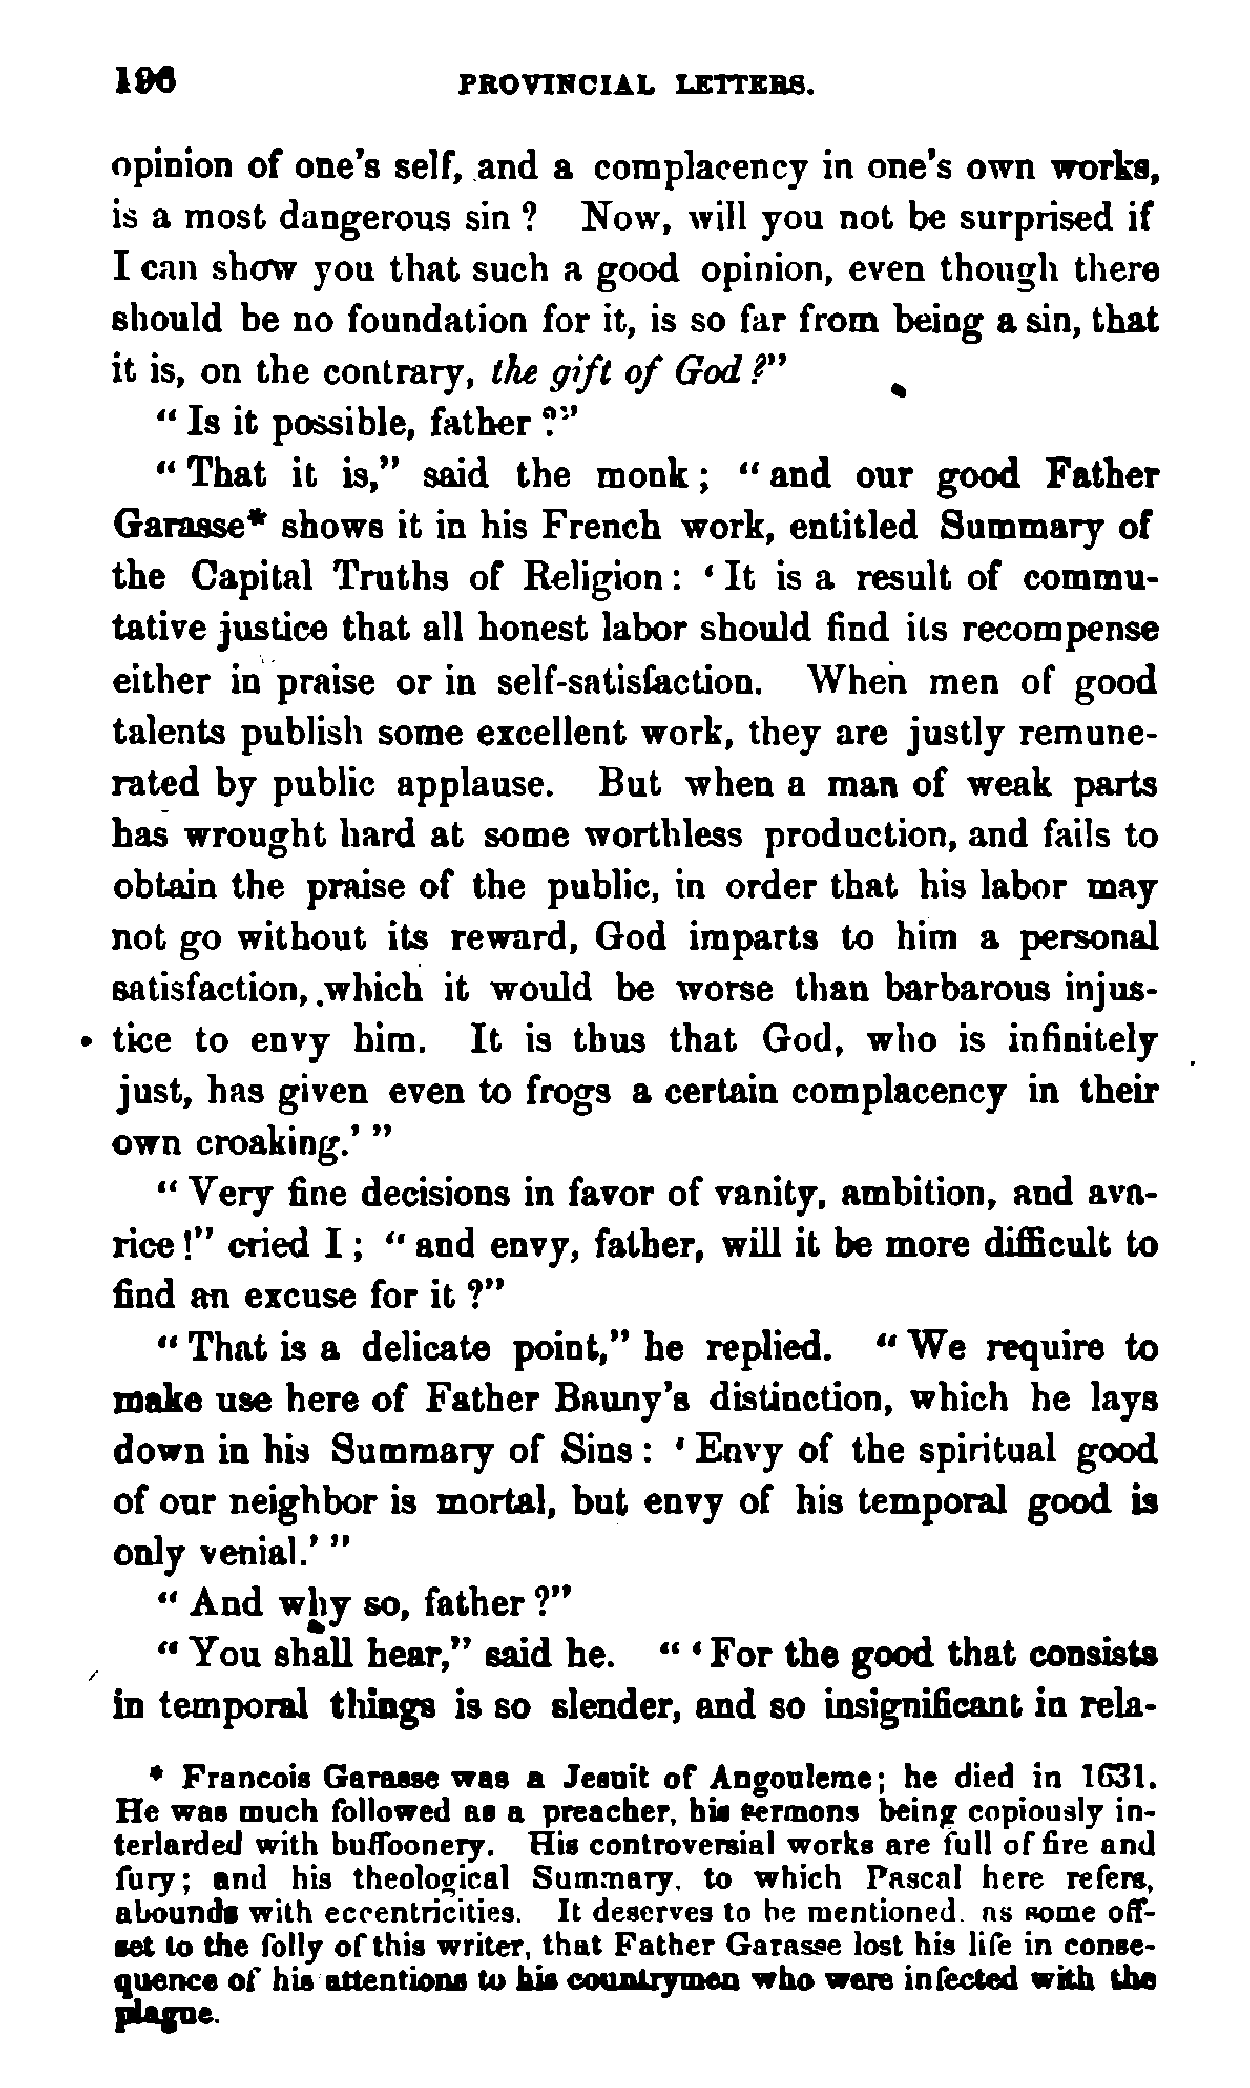 196 PROVINCIAL LETTERS.
opinion of one's self, and a complacency in one's own works,
is a most dangerous sin? Now, will you not be surprised if
I can show you that such a good opinion, even though there
should be no foundation for it, is so far from being a sin, that
it is, on the contrary, the gift of God?"
"Is it possible, father?"
"That it is," said the monk; "and our good Father
Garasse* shows it in his French work, entitled Summary of
the Capital Truths of Religion: 'It is a result of commu-
tative justice that all honest labor should find its recompense
either in praise or in self-satisfaction. When men of good
talents publish some excellent work, they are justly remune-
rated by public applause. But when a man of weak parts
has wrought hard at some worthless production, and fails to
obtain the praise of the public, in order that his labor may
not go without its reward, God imparts to him a personal
satisfaction, which it would be worse than barbarous injus-
tice to envy him. It is thus that God, who is infinitely
just, has given even to frogs a certain complacency in their
own croaking.'"
"Very fine decisions in favor of vanity, ambition, and ava-
rice!" cried I; "and envy, father, will it be more difficult to
find an excuse for it?"
"That is a delicate point," he replied. "We require to
make use here of Father Bauny's distinction, which he lays
down in his Summary of Sins: 'Envy of the spiritual good
of our neighbor is mortal, but envy of his temporal good is
only venial.'"
"And why so, father?"
"You shall hear," said he. "'For the good that consists
in temporal things is so slender, and so insignificant in rela-
* Francois Garasse was a Jesuit of Angouleme; he died in 1631.
He was much followed as a preacher, his sermons being copiously in-
terlarded with buffoonery. His controversial works are full of fire and
fury; and his theological Summary, to which Pascal here refers,
abounds with eccentricities. It deserves to be mentioned, as some off-
set to the folly of this writer, that Father Garasse lost his life in conse-
quence of his attentions to his countrymen who were infected with the
plague.